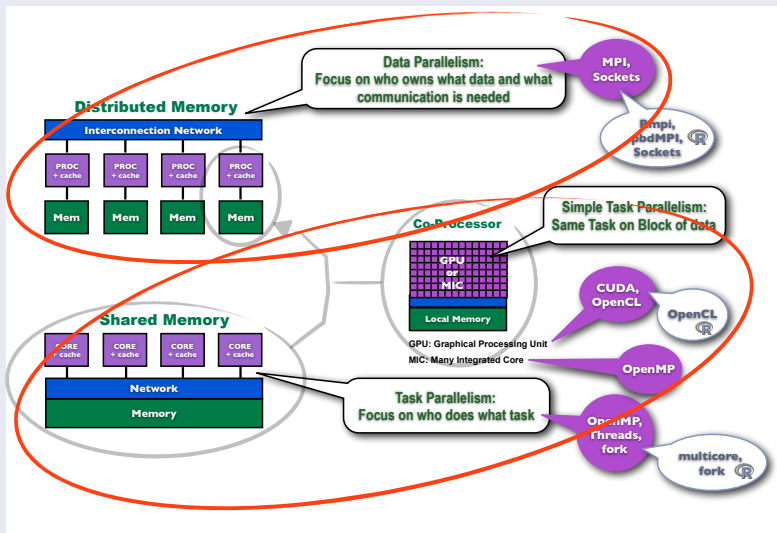 Data Parallelism:
Focus on who owns what data and what
communication is needed
MPI,
Sockets
Rmpi,
pbdMPI,
Sockets
R
Distributed Memory
Interconnection Network
PROC
+ cache
PROC
+ cache
PROC
+ cache
PROC
+ cache
Mem
Mem
Mem
Mem
Simple Task Parallelism:
Same Task on Block of data
Co-Processor
GPU
or
MIC
Local Memory
GPU: Graphical Processing Unit
MIC: Many Integrated Core
CUDA,
OpenCL
OpenCL
R
OpenMP
Shared Memory
CORE
+ cache
CORE
+ cache
CORE
+ cache
CORE
+ cache
Network
Memory
Task Parallelism:
Focus on who does what task
OpenMP,
Threads,
fork
multicore,
fork
R